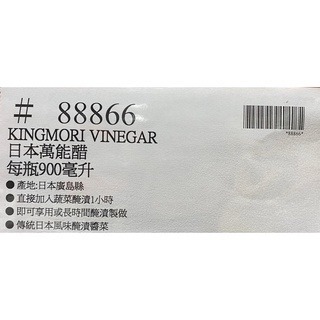 # 88866
*88866*
KINGMORI VINEGAR
日本萬能醋
每瓶900毫升
●產地:日本廣島縣
●直接加入蔬菜醃漬1小時
●即可享用或長時間醃漬製做
●傳統日本風味醃漬醬菜